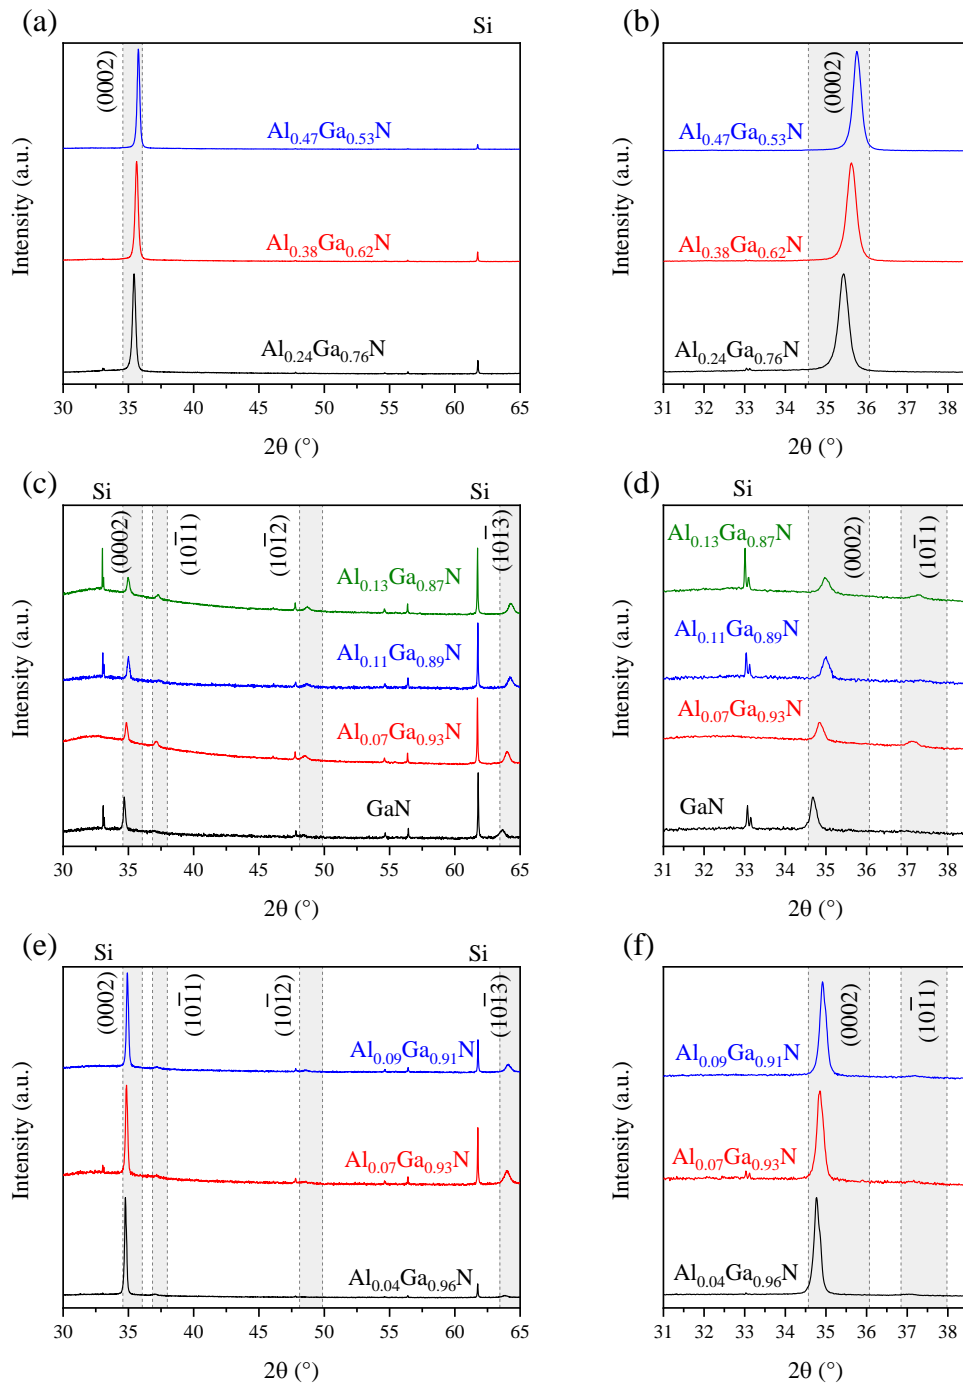 (a)
Si
(0002)
Al0.47Ga0.53N
Al0.38Ga0.62N
Al0.24Ga0.76N
Intensity (a.u.)
30 35 40 45 50 55 60 65
2θ (°)
(b)
(0002)
Al0.47Ga0.53N
Al0.38Ga0.62N
Al0.24Ga0.76N
Intensity (a.u.)
31 32 33 34 35 36 37 38
2θ (°)
(c)
Si
Si
(0002)
(101̅1)
(101̅2)
(101̅3)
Al0.13Ga0.87N
Al0.11Ga0.89N
Al0.07Ga0.93N
GaN
Intensity (a.u.)
30 35 40 45 50 55 60 65
2θ (°)
(d)
Si
(0002)
(101̅1)
Al0.13Ga0.87N
Al0.11Ga0.89N
Al0.07Ga0.93N
GaN
Intensity (a.u.)
31 32 33 34 35 36 37 38
2θ (°)
(e)
Si
Si
(0002)
(101̅1)
(101̅2)
(101̅3)
Al0.09Ga0.91N
Al0.07Ga0.93N
Al0.04Ga0.96N
Intensity (a.u.)
30 35 40 45 50 55 60 65
2θ (°)
(f)
(0002)
(101̅1)
Al0.09Ga0.91N
Al0.07Ga0.93N
Al0.04Ga0.96N
Intensity (a.u.)
31 32 33 34 35 36 37 38
2θ (°)